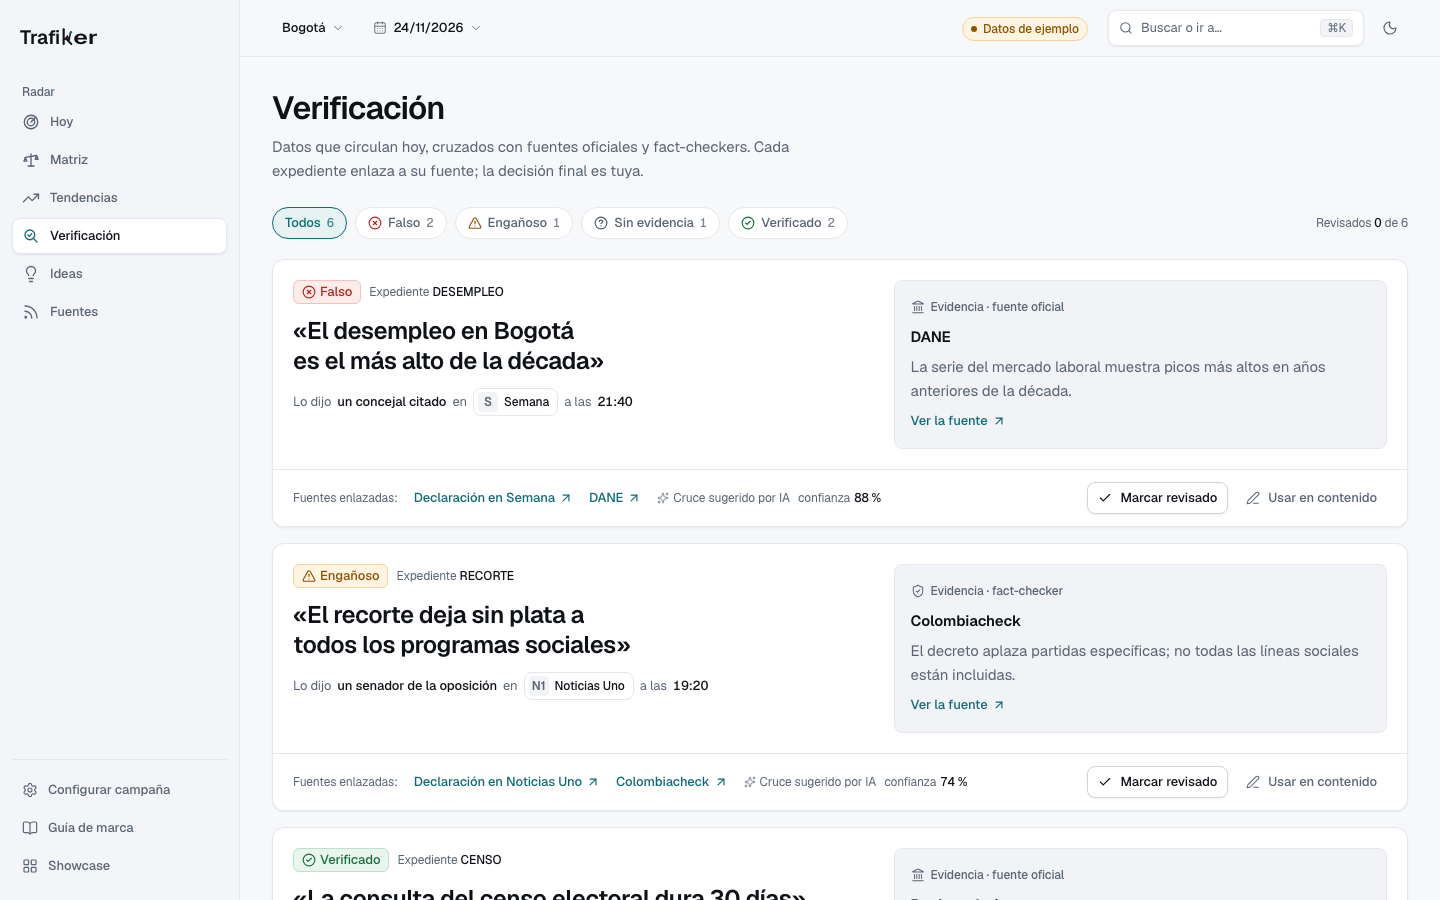 Trafiker
Radar
Hoy
Matriz
Tendencias
Verificación
Ideas
Fuentes
Configurar campaña
Guía de marca
Showcase
Bogotá
24/11/2026
Datos de ejemplo
Buscar o ir a…
⌘K
Verificación
Datos que circulan hoy, cruzados con fuentes oficiales y fact-checkers. Cada
expediente enlaza a su fuente; la decisión final es tuya.
Todos 6
Falso 2
Engañoso 1
Sin evidencia 1
Verificado 2
Revisados 0 de 6
Falso
Expediente DESEMPLEO
«El desempleo en Bogotá
es el más alto de la década»
Lo dijo un concejal citado en S Semana a las 21:40
Evidencia · fuente oficial
DANE
La serie del mercado laboral muestra picos más altos en años
anteriores de la década.
Ver la fuente
Fuentes enlazadas: Declaración en Semana DANE Cruce sugerido por IA confianza 88 %
Marcar revisado
Usar en contenido
Engañoso
Expediente RECORTE
«El recorte deja sin plata a
todos los programas sociales»
Lo dijo un senador de la oposición en N1 Noticias Uno a las 19:20
Evidencia · fact-checker
Colombiacheck
El decreto aplaza partidas específicas; no todas las líneas sociales
están incluidas.
Ver la fuente
Fuentes enlazadas: Declaración en Noticias Uno Colombiacheck Cruce sugerido por IA confianza 74 %
Marcar revisado
Usar en contenido
Verificado
Expediente CENSO
«La consulta del censo electoral dura 30 días»
Evidencia · fuente oficial